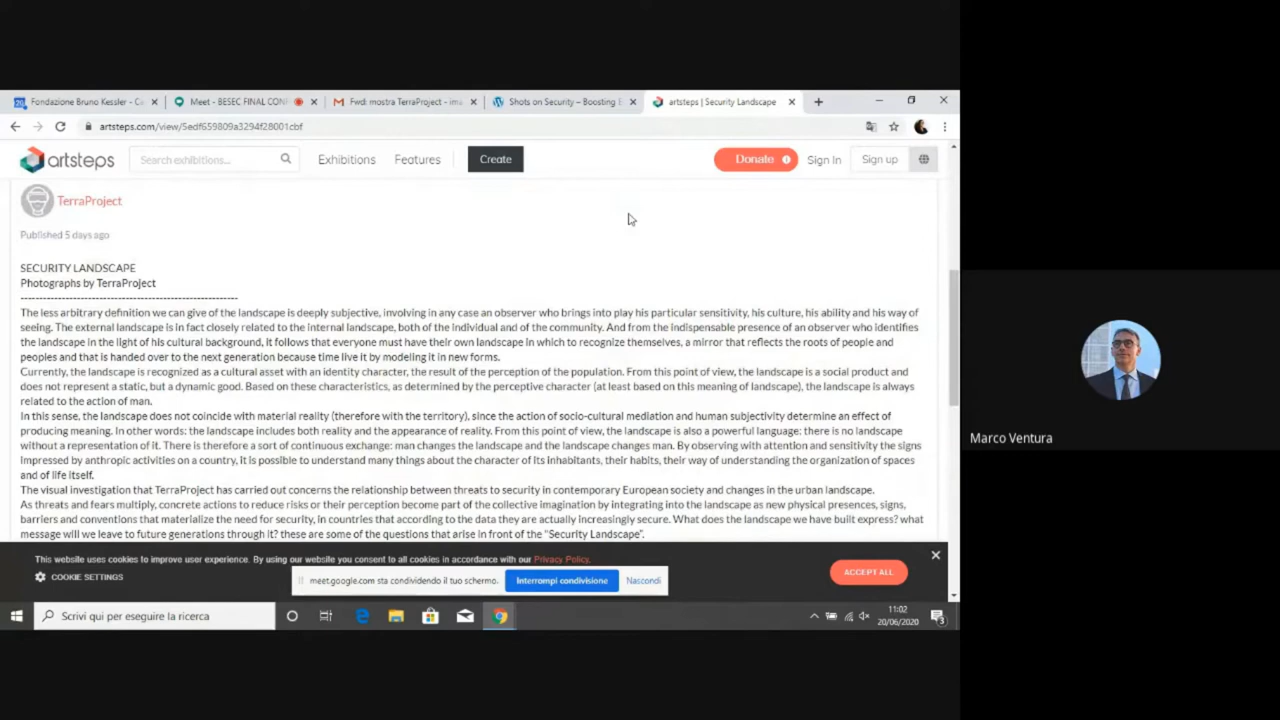 Fondazione Bruno Kessler - Ca
Meet - BESEC FINAL CONF
Fwd: mostra TerraProject - ima
Shots on Security – Boosting E
artsteps | Security Landscape
artsteps.com/view/5edf659809a3294f28001cbf
artsteps
Search exhibitions...
Exhibitions
Features
Create
Donate
Sign In
Sign up
TerraProject
Published 5 days ago
SECURITY LANDSCAPE
Photographs by TerraProject
------------------------------------------------------
The less arbitrary definition we can give of the landscape is deeply subjective, involving in any case an observer who brings into play his particular sensitivity, his culture, his ability and his way of
seeing. The external landscape is in fact closely related to the internal landscape, both of the individual and of the community. And from the indispensable presence of an observer who identifies
the landscape in the light of his cultural background, it follows that everyone must have their own landscape in which to recognize themselves, a mirror that reflects the roots of people and
peoples and that is handed over to the next generation because time live it by modeling it in new forms.
Currently, the landscape is recognized as a cultural asset with an identity character, the result of the perception of the population. From this point of view, the landscape is a social product and
does not represent a static, but a dynamic good. Based on these characteristics, as determined by the perceptive character (at least based on this meaning of landscape), the landscape is always
related to the action of man.
In this sense, the landscape does not coincide with material reality (therefore with the territory), since the action of socio-cultural mediation and human subjectivity determine an effect of
producing meaning. In other words: the landscape includes both reality and the appearance of reality. From this point of view, the landscape is also a powerful language: there is no landscape
without a representation of it. There is therefore a sort of continuous exchange: man changes the landscape and the landscape changes man. By observing with attention and sensitivity the signs
impressed by anthropic activities on a country, it is possible to understand many things about the character of its inhabitants, their habits, their way of understanding the organization of spaces
and of life itself.
The visual investigation that TerraProject has carried out concerns the relationship between threats to security in contemporary European society and changes in the urban landscape.
As threats and fears multiply, concrete actions to reduce risks or their perception become part of the collective imagination by integrating into the landscape as new physical presences, signs,
barriers and conventions that materialize the need for security, in countries that according to the data they are actually increasingly secure. What does the landscape we have built express? what
message will we leave to future generations through it? these are some of the questions that arise in front of the "Security Landscape".
This website uses cookies to improve user experience. By using our website you consent to all cookies in accordance with our Privacy Policy.
COOKIE SETTINGS
ACCEPT ALL
meet.google.com sta condividendo il tuo schermo.
Interrompi condivisione
Nascondi
Scrivi qui per eseguire la ricerca
11:02
20/06/2020
3
Marco Ventura